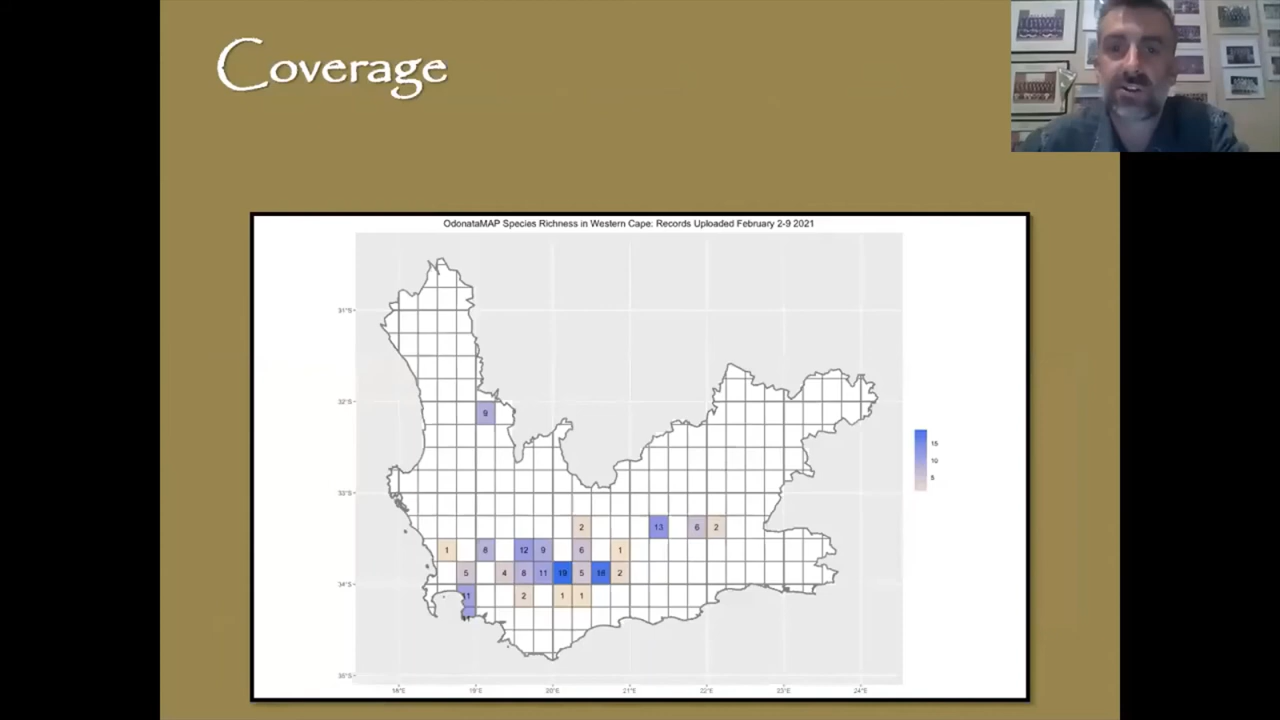 Coverage
OdonataMAP Species Richness in Western Cape: Records Uploaded February 2-9 2021
31°S
32°S
9
15
10
5
33°S
2
13
6
2
1
8
12
9
6
1
5
4
8
11
19
5
18
2
34°S
11
2
1
1
11
35°S
18°E
19°E
20°E
21°E
22°E
23°E
24°E